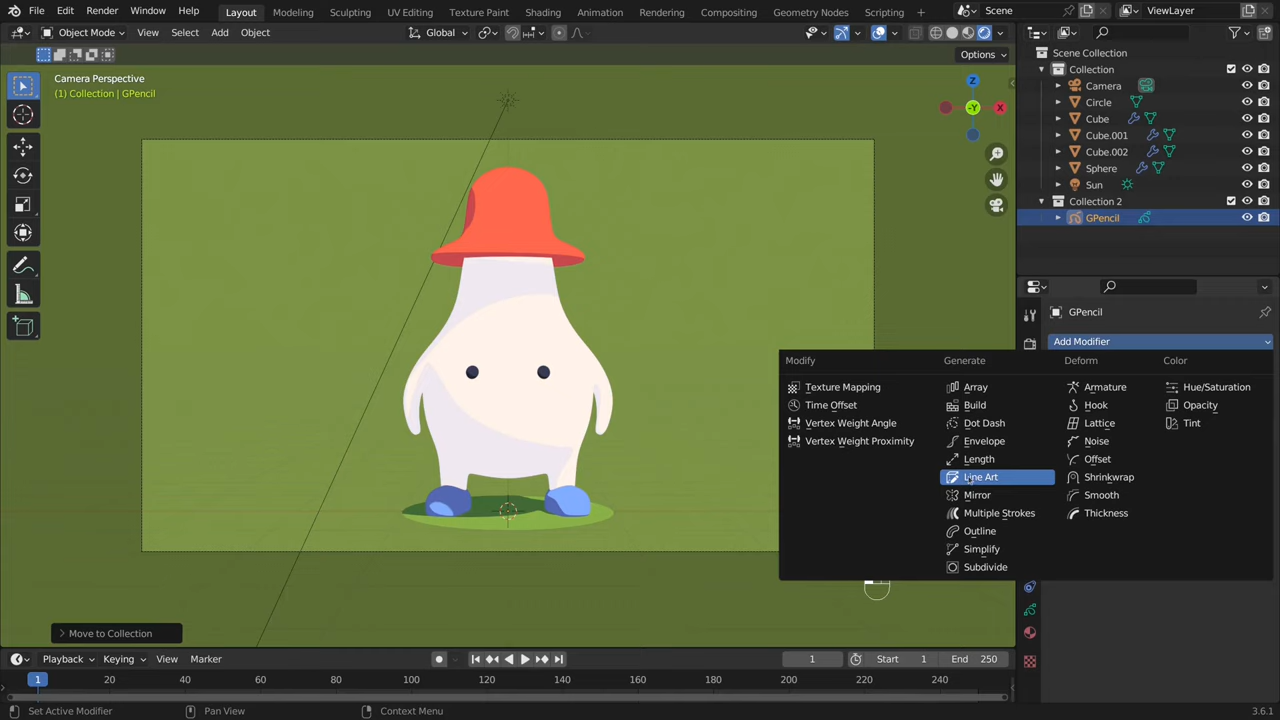 File Edit Render Window Help Layout Modeling Sculpting UV Editing Texture Paint Shading Animation Rendering Compositing Geometry Nodes Scripting + Scene ViewLayer
Object Mode View Select Add Object Global
Options
Camera Perspective
(1) Collection | GPencil
Z
-Y
X
Scene Collection
Collection
Camera
Circle
Cube
Cube.001
Cube.002
Sphere
Sun
Collection 2
GPencil
GPencil
Add Modifier
Modify Generate Deform Color
Texture Mapping Array Armature Hue/Saturation
Time Offset Build Hook Opacity
Vertex Weight Angle Dot Dash Lattice Tint
Vertex Weight Proximity Envelope Noise
Length Offset
Line Art Shrinkwrap
Mirror Smooth
Multiple Strokes Thickness
Outline
Simplify
Subdivide
Move to Collection
Playback Keying View Marker 1 Start 1 End 250
1 20 40 60 80 100 120 140 160 180 200 220 240
Set Active Modifier Pan View Context Menu 3.6.1